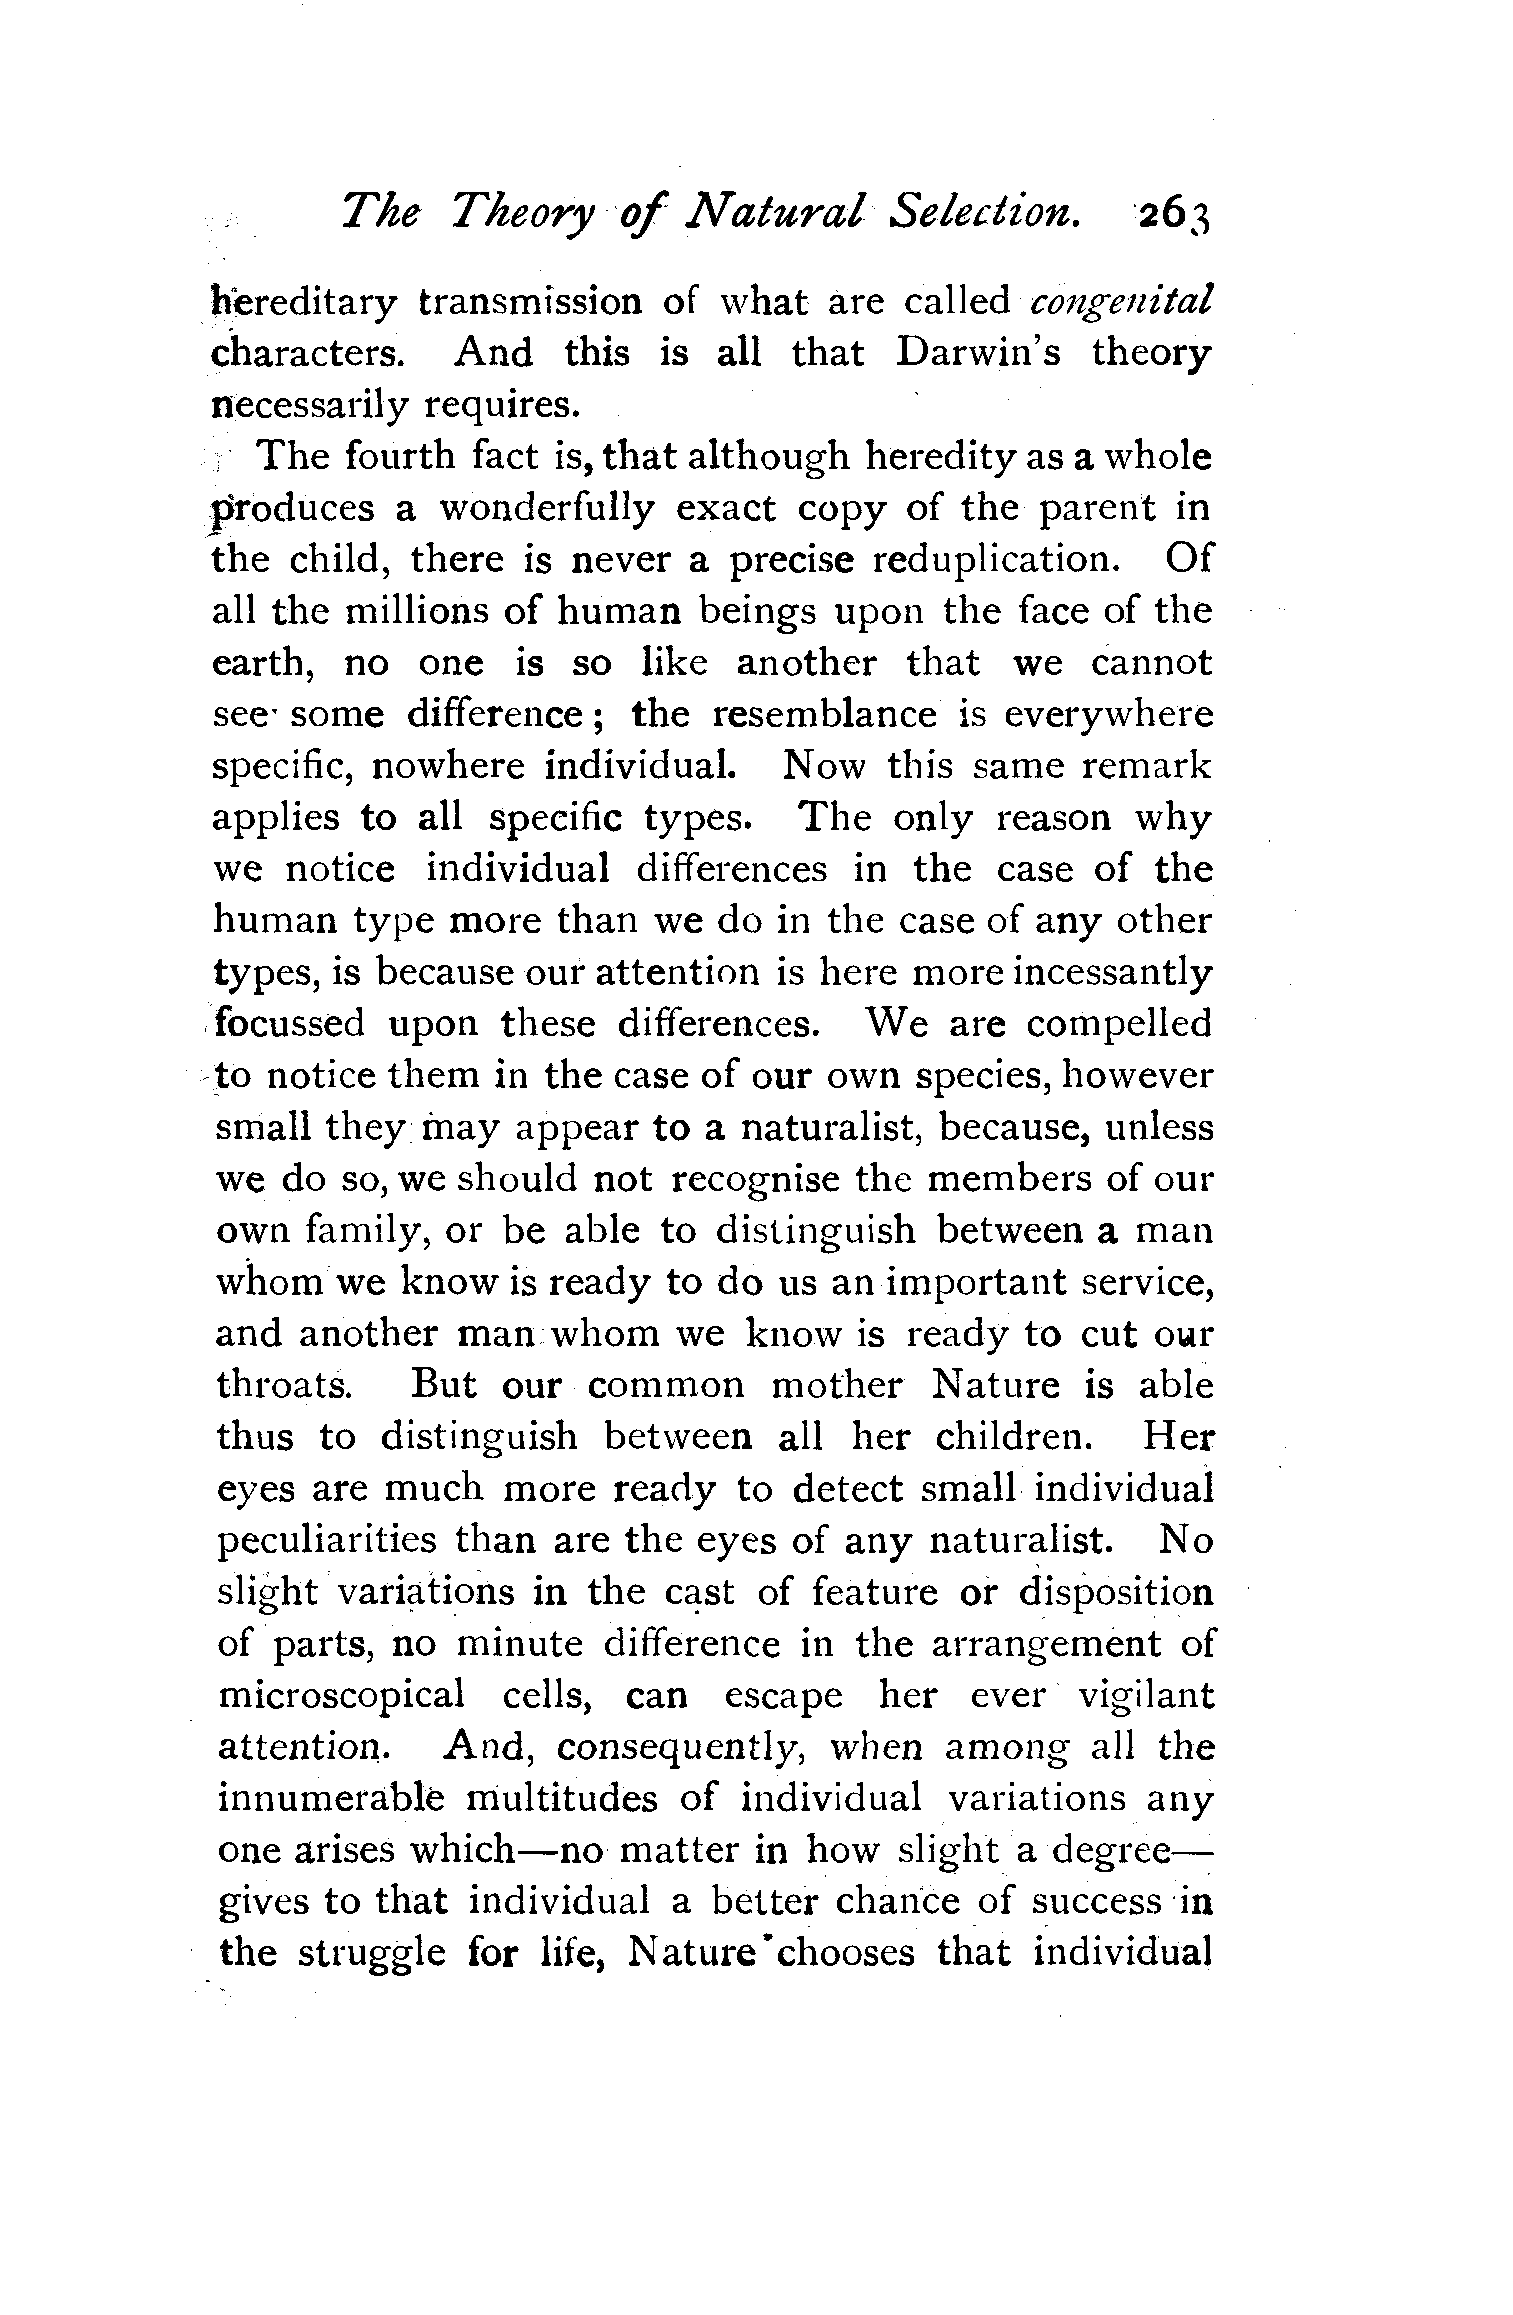 The Theory of Natural Selection. 263
hereditary transmission of what are called congenital
characters. And this is all that Darwin's theory
necessarily requires.
The fourth fact is, that although heredity as a whole
produces a wonderfully exact copy of the parent in
the child, there is never a precise reduplication. Of
all the millions of human beings upon the face of the
earth, no one is so like another that we cannot
see some difference; the resemblance is everywhere
specific, nowhere individual. Now this same remark
applies to all specific types. The only reason why
we notice individual differences in the case of the
human type more than we do in the case of any other
types, is because our attention is here more incessantly
focussed upon these differences. We are compelled
to notice them in the case of our own species, however
small they may appear to a naturalist, because, unless
we do so, we should not recognise the members of our
own family, or be able to distinguish between a man
whom we know is ready to do us an important service,
and another man whom we know is ready to cut our
throats. But our common mother Nature is able
thus to distinguish between all her children. Her
eyes are much more ready to detect small individual
peculiarities than are the eyes of any naturalist. No
slight variations in the cast of feature or disposition
of parts, no minute difference in the arrangement of
microscopical cells, can escape her ever vigilant
attention. And, consequently, when among all the
innumerable multitudes of individual variations any
one arises which—no matter in how slight a degree—
gives to that individual a better chance of success in
the struggle for life, Nature chooses that individual